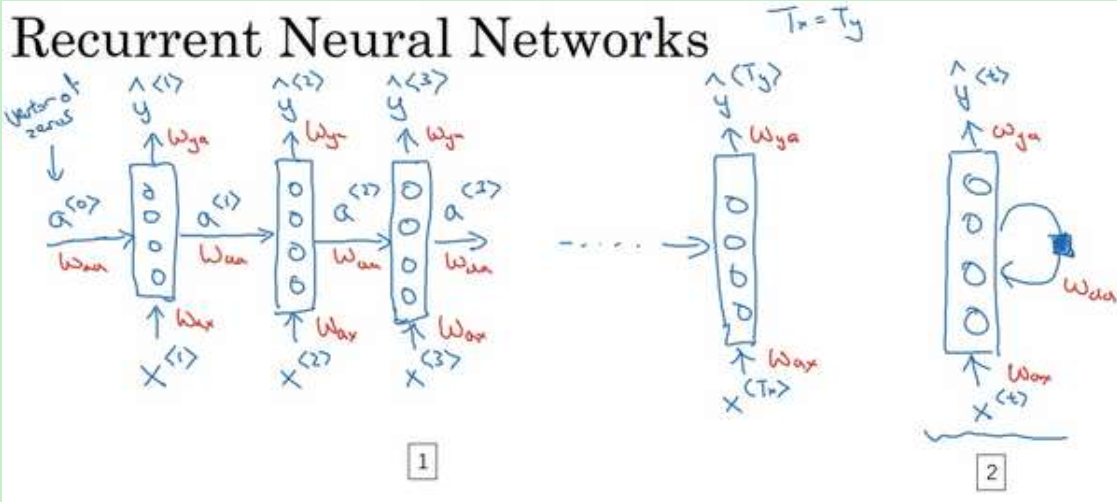 Recurrent Neural Networks
Tx = Ty
vector of
zeros
ŷ<1> ŷ<2> ŷ<3> ŷ<Ty> ŷ<t>
Wya Wya Wya Wya Wya
a<0> a<1> a<2> a<3>
Waa Waa Waa Waa Waa
Wax Wax Wax Wax Wax
x<1> x<2> x<3> x<Tx> x<t>
1 2